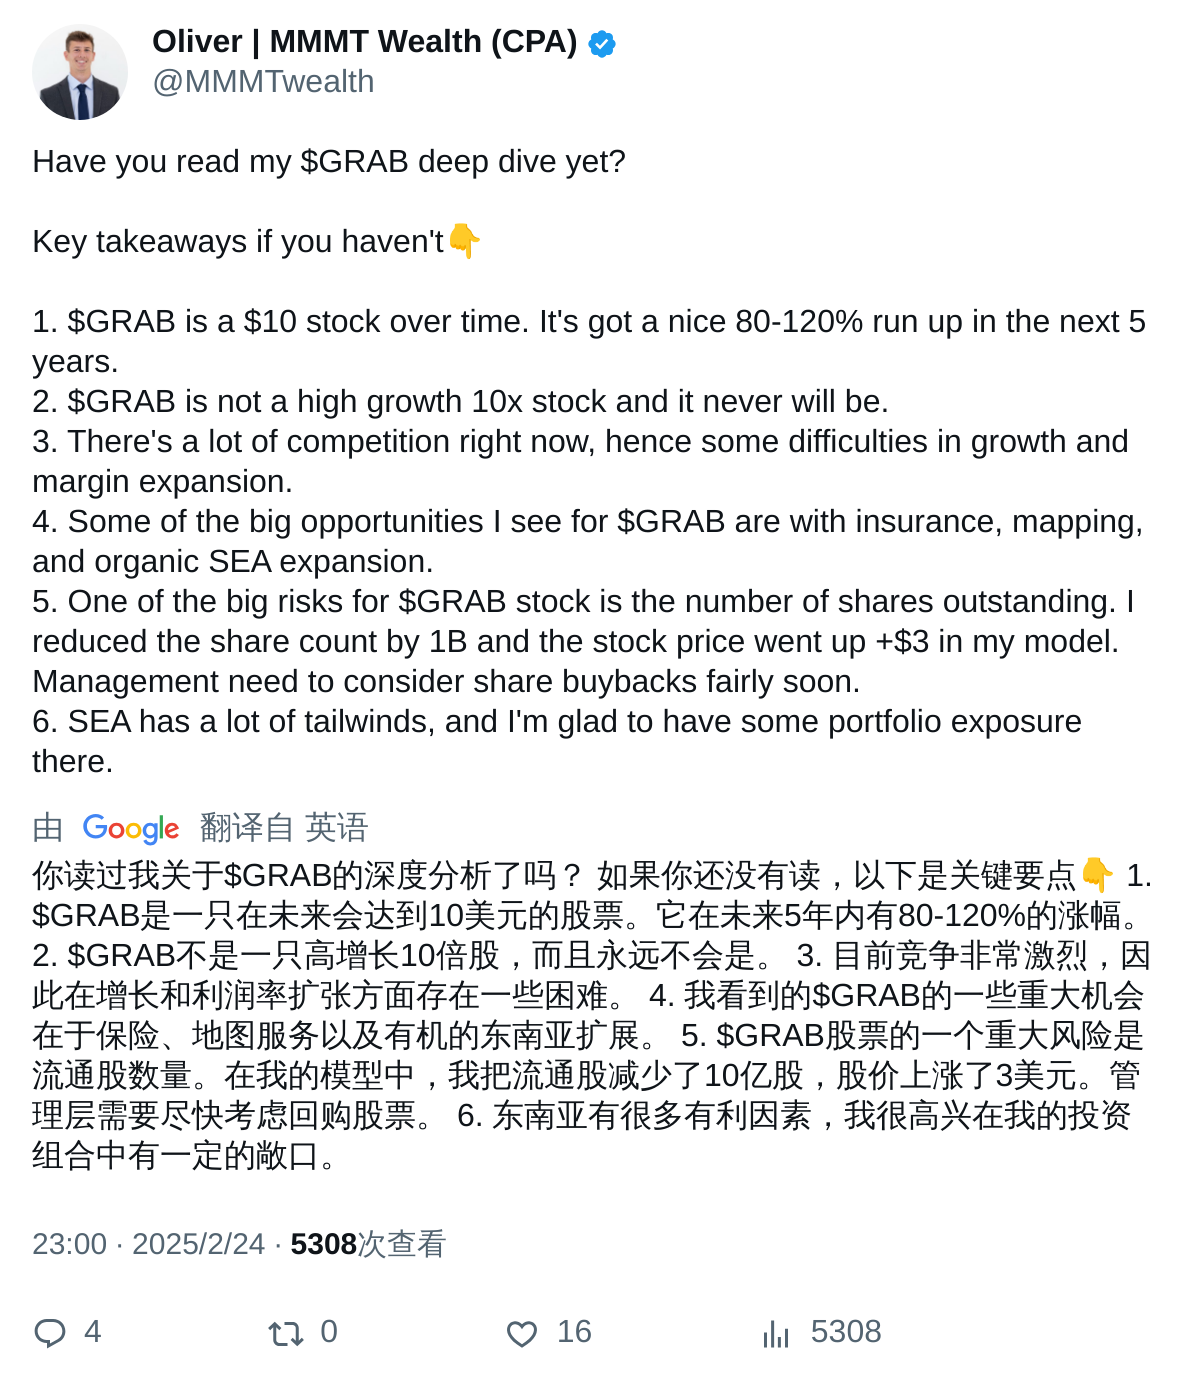 Oliver | MMMT Wealth (CPA)
@MMMTwealth
Have you read my $GRAB deep dive yet?
Key takeaways if you haven't👇
1. $GRAB is a $10 stock over time. It's got a nice 80-120% run up in the next 5
years.
2. $GRAB is not a high growth 10x stock and it never will be.
3. There's a lot of competition right now, hence some difficulties in growth and
margin expansion.
4. Some of the big opportunities I see for $GRAB are with insurance, mapping,
and organic SEA expansion.
5. One of the big risks for $GRAB stock is the number of shares outstanding. I
reduced the share count by 1B and the stock price went up +$3 in my model.
Management need to consider share buybacks fairly soon.
6. SEA has a lot of tailwinds, and I'm glad to have some portfolio exposure
there.
由 Google 翻译自 英语
你读过我关于$GRAB的深度分析了吗？ 如果你还没有读，以下是关键要点👇 1.
$GRAB是一只在未来会达到10美元的股票。它在未来5年内有80-120%的涨幅。
2. $GRAB不是一只高增长10倍股，而且永远不会是。 3. 目前竞争非常激烈，因
此在增长和利润率扩张方面存在一些困难。 4. 我看到的$GRAB的一些重大机会
在于保险、地图服务以及有机的东南亚扩展。 5. $GRAB股票的一个重大风险是
流通股数量。在我的模型中，我把流通股减少了10亿股，股价上涨了3美元。管
理层需要尽快考虑回购股票。 6. 东南亚有很多有利因素，我很高兴在我的投资
组合中有一定的敞口。
23:00 · 2025/2/24 · 5308次查看
4 0 16 5308